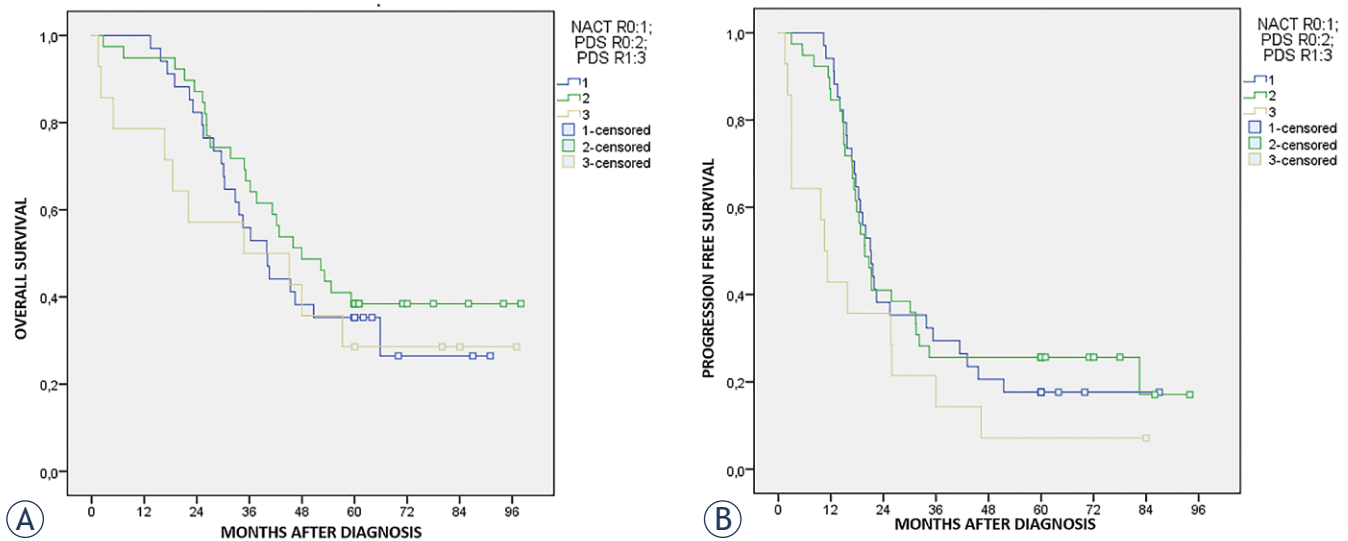 NACT R0:1;
PDS R0:2;
PDS R1:3
1
2
3
1-censored
2-censored
3-censored
OVERALL SURVIVAL
1,0
0,8
0,6
0,4
0,2
0,0
0 12 24 36 48 60 72 84 96
MONTHS AFTER DIAGNOSIS
A
NACT R0:1;
PDS R0:2;
PDS R1:3
1
2
3
1-censored
2-censored
3-censored
PROGRESSION FREE SURVIVAL
1,0
0,8
0,6
0,4
0,2
0,0
0 12 24 36 48 60 72 84 96
MONTHS AFTER DIAGNOSIS
B